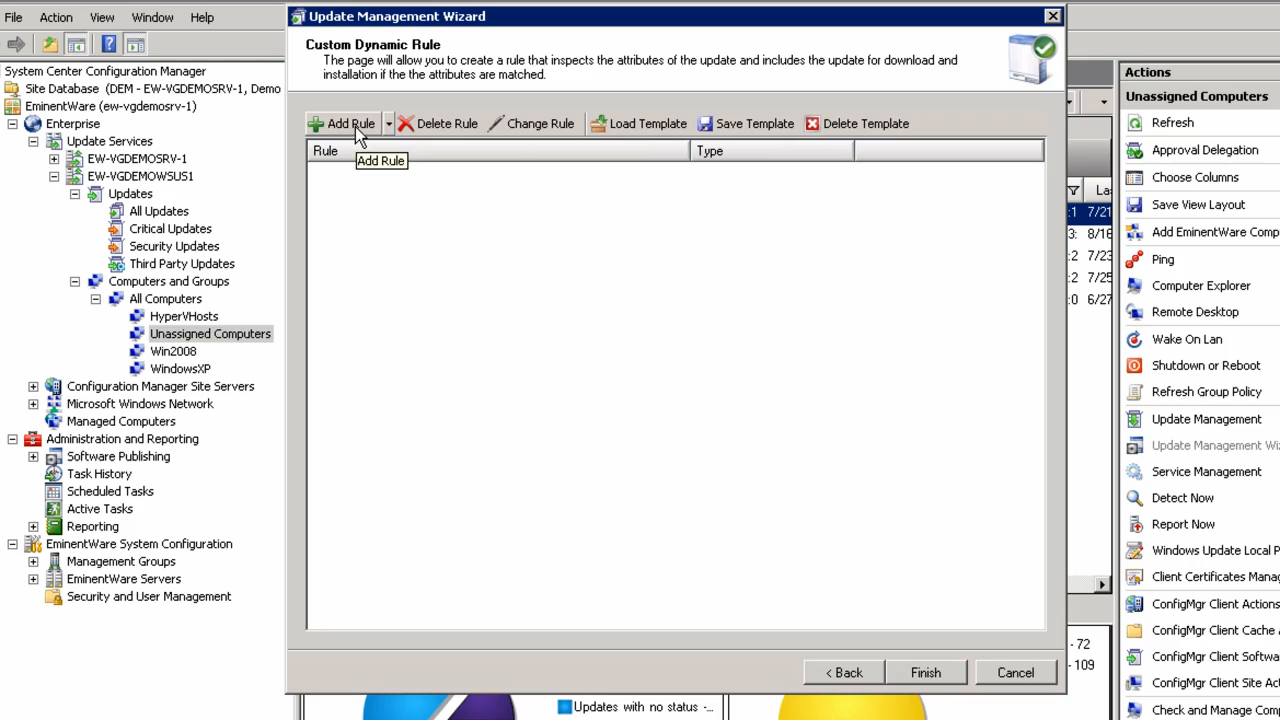 File Action View Window Help
System Center Configuration Manager
Site Database (DEM - EW-VGDEMOSRV-1, Demo
EminentWare (ew-vgdemosrv-1)
Enterprise
Update Services
EW-VGDEMOSRV-1
EW-VGDEMOWSUS1
Updates
All Updates
Critical Updates
Security Updates
Third Party Updates
Computers and Groups
All Computers
HyperVHosts
Unassigned Computers
Win2008
WindowsXP
Configuration Manager Site Servers
Microsoft Windows Network
Managed Computers
Administration and Reporting
Software Publishing
Task History
Scheduled Tasks
Active Tasks
Reporting
EminentWare System Configuration
Management Groups
EminentWare Servers
Security and User Management
Update Management Wizard
Custom Dynamic Rule
The page will allow you to create a rule that inspects the attributes of the update and includes the update for download and
installation if the the attributes are matched.
Add Rule Delete Rule Change Rule Load Template Save Template Delete Template
Rule Type
Add Rule
< Back Finish Cancel
Updates with no status -...
La
:1 7/21
3: 8/16
:2 7/23
:2 7/25
:0 6/27
- 72
- 109
Actions
Unassigned Computers
Refresh
Approval Delegation
Choose Columns
Save View Layout
Add EminentWare Comp
Ping
Computer Explorer
Remote Desktop
Wake On Lan
Shutdown or Reboot
Refresh Group Policy
Update Management
Update Management Wiz
Service Management
Detect Now
Report Now
Windows Update Local P
Client Certificates Mana
ConfigMgr Client Actions
ConfigMgr Client Cache
ConfigMgr Client Softwa
ConfigMgr Client Site Ac
Check and Manage Com